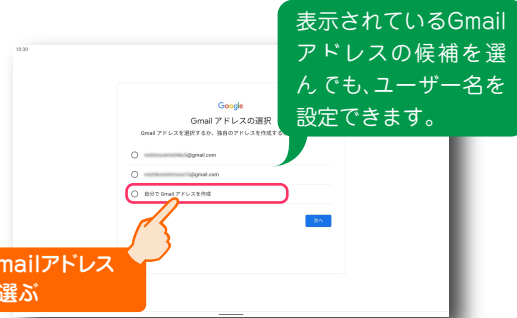 表示されているGmail
アドレスの候補を選
んでも、ユーザー名を
設定できます。
10:30
Google
Gmail アドレスの選択
Gmail アドレスを選択するか、独自のアドレスを作成する
@gmail.com
@gmail.com
自分で Gmail アドレスを作成
次へ
mailアドレス
選ぶ